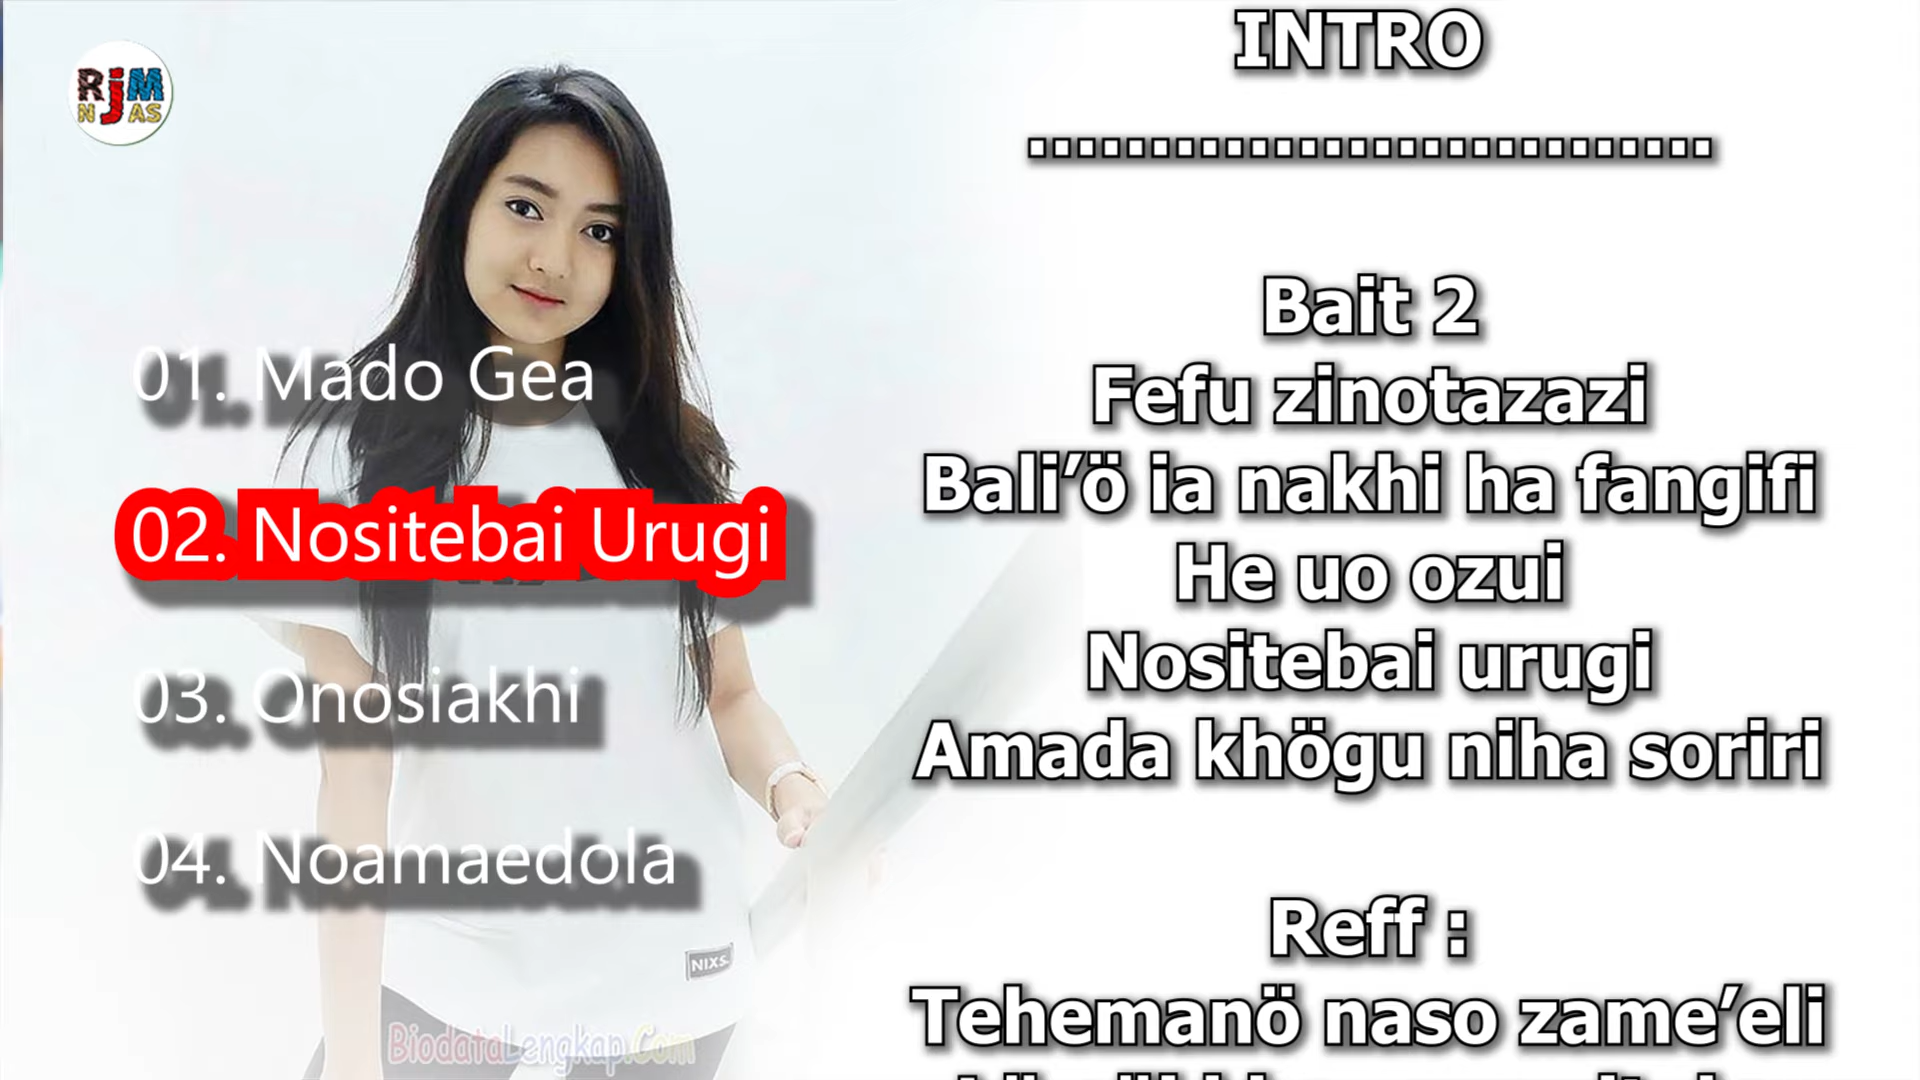 RJM
N AS
01. Mado Gea
02. Nositebai Urugi
03. Onosiakhi
04. Noamaedola
NIXS.
BiodataLengkap.Com
INTRO
............................
Bait 2
Fefu zinotazazi
Bali’ö ia nakhi ha fangifi
He uo ozui
Nositebai urugi
Amada khögu niha soriri
Reff :
Tehemanö naso zame’eli